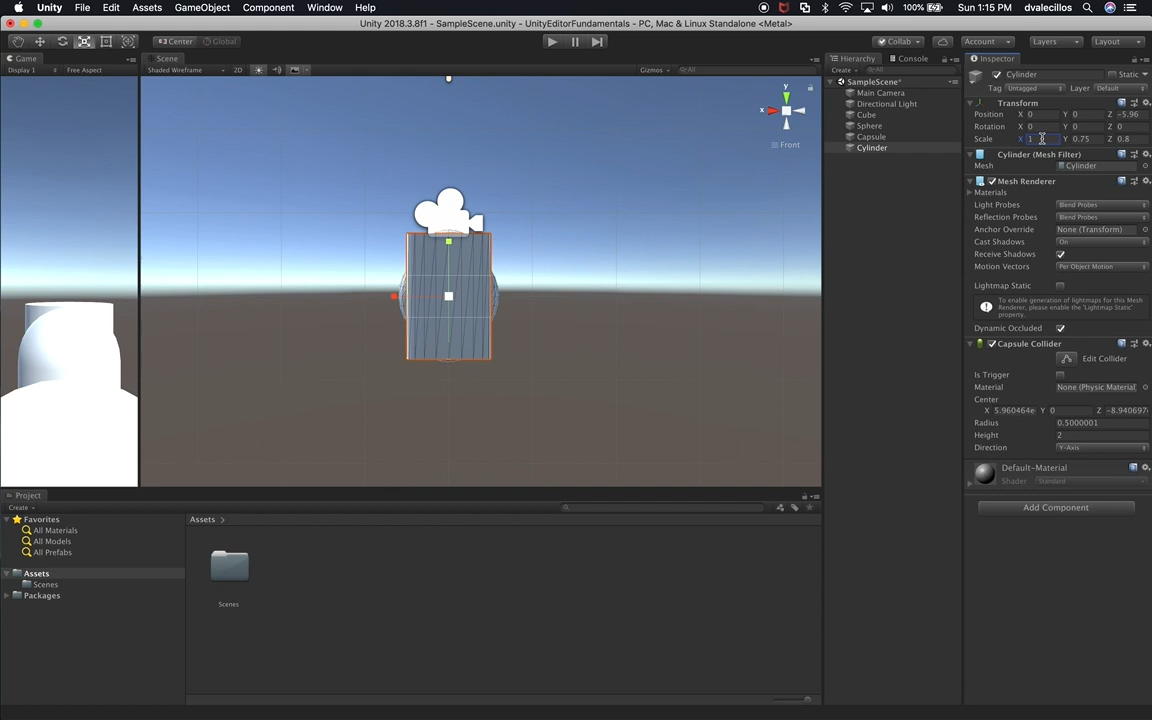 Unity File Edit Assets GameObject Component Window Help
100% Sun 1:15 PM dvalecillos
Unity 2018.3.8f1 - SampleScene.unity - UnityEditorFundamentals - PC, Mac & Linux Standalone <Metal>
Center Global Collab Account Layers Layout
Game Scene Hierarchy Console Inspector
Display 1 Free Aspect Shaded Wireframe 2D Gizmos All Create All
Cylinder Static
SampleScene*
Tag Untagged Layer Default
Main Camera
Directional Light
Cube
Sphere
Capsule
Cylinder
y
x
Front
Transform
Position X 0 Y 0 Z -5.96
Rotation X 0 Y 0 Z 0
Scale X 1 Y 0.75 Z 0.8
Cylinder (Mesh Filter)
Mesh Cylinder
Mesh Renderer
Materials
Light Probes Blend Probes
Reflection Probes Blend Probes
Anchor Override None (Transform)
Cast Shadows On
Receive Shadows
Motion Vectors Per Object Motion
Lightmap Static
To enable generation of lightmaps for this Mesh
Renderer, please enable the 'Lightmap Static'
property.
Dynamic Occluded
Capsule Collider
Edit Collider
Is Trigger
Material None (Physic Material)
Center
X 5.960464e Y 0 Z -8.940697
Radius 0.5000001
Height 2
Direction Y-Axis
Default-Material
Shader Standard
Add Component
Project
Create
Favorites
All Materials
All Models
All Prefabs
Assets
Scenes
Packages
Assets
Scenes